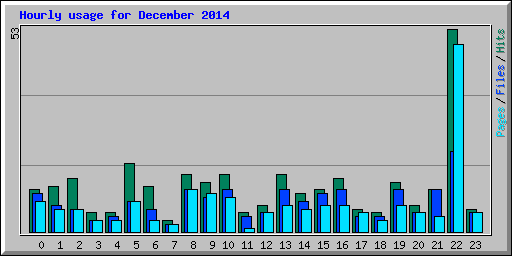 Hourly usage for December 2014
53
Pages/Files/Hits
0 1 2 3 4 5 6 7 8 9 10 11 12 13 14 15 16 17 18 19 20 21 22 23